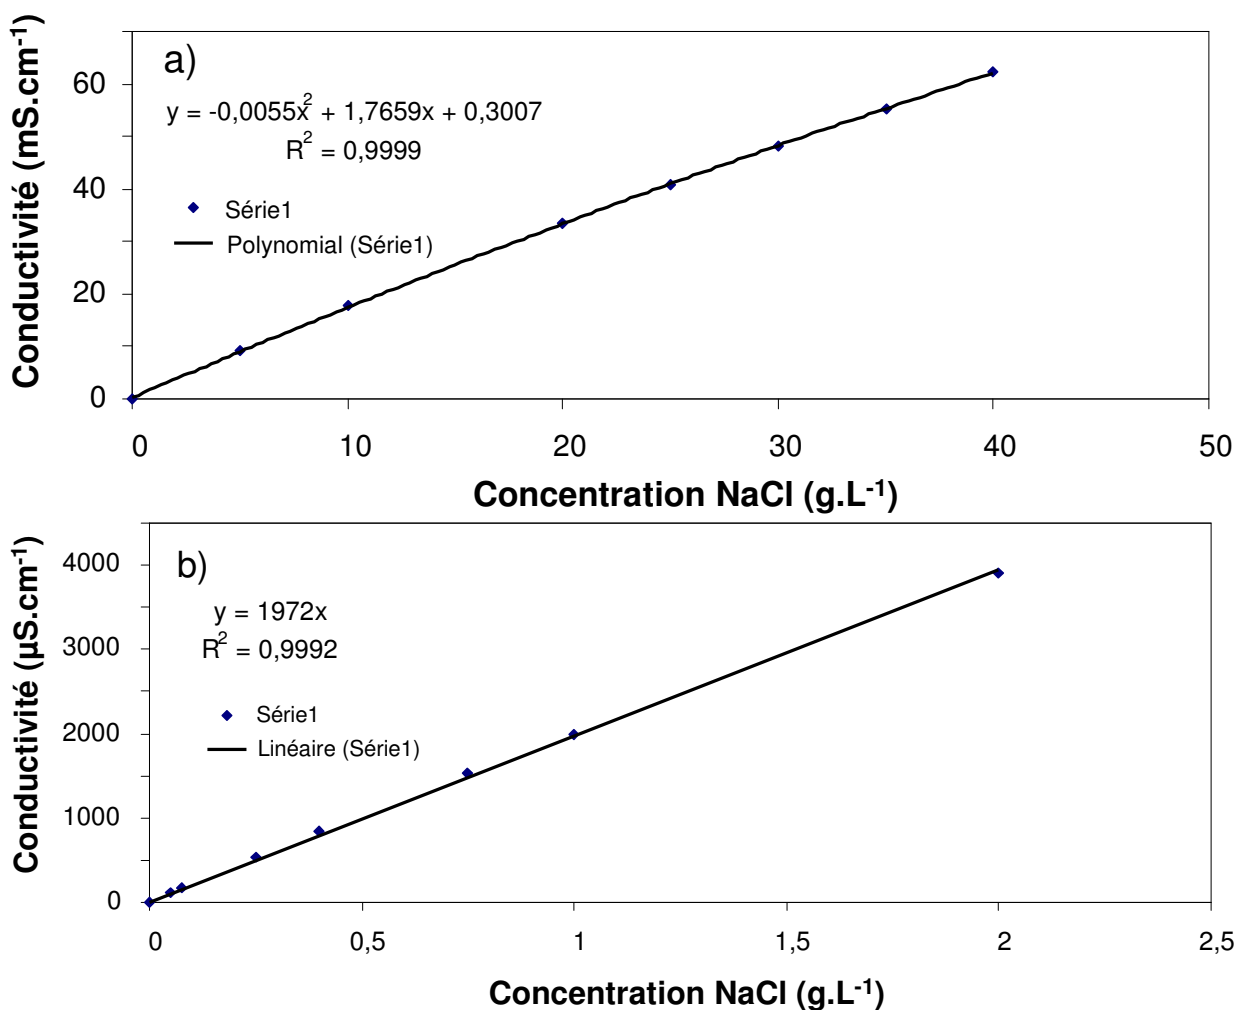 a)
y = -0,0055x² + 1,7659x + 0,3007
R² = 0,9999
Série1
Polynomial (Série1)
Conductivité (mS.cm⁻¹)
60
40
20
0
0 10 20 30 40 50
Concentration NaCl (g.L⁻¹)
b)
y = 1972x
R² = 0,9992
Série1
Linéaire (Série1)
Conductivité (µS.cm⁻¹)
4000
3000
2000
1000
0
0 0,5 1 1,5 2 2,5
Concentration NaCl (g.L⁻¹)